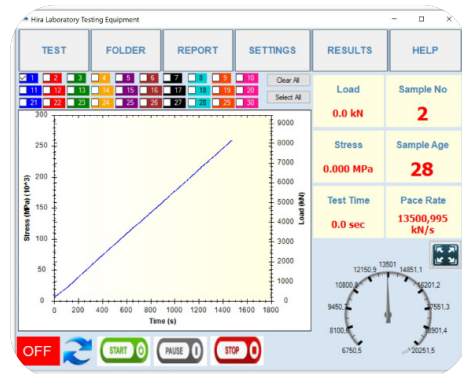 Hira Laboratory Testing Equipment
TEST FOLDER REPORT SETTINGS RESULTS HELP
1 2 3 4 5 6 7 8 9 10 Clear All
11 12 13 14 15 16 17 18 19 20 Select All
21 22 23 24 25 26 27 28 29 30
Load Sample No
0.0 kN 2
Stress Sample Age
0.000 MPa 28
Test Time Pace Rate
0.0 sec 13500,995 kN/s
Stress (MPa) (10^3)
300
250
200
150
100
50
0
9000
8000
7000
6000
5000
4000
3000
2000
1000
0
Load (kN)
0 200 400 600 800 1000 1200 1400 1600 1800
Time (s)
13501
12150,9 14851,1
10800,8 16201,2
9450,7 17551,3
8100,6 18901,4
6750,5 20251,5
OFF START PAUSE STOP